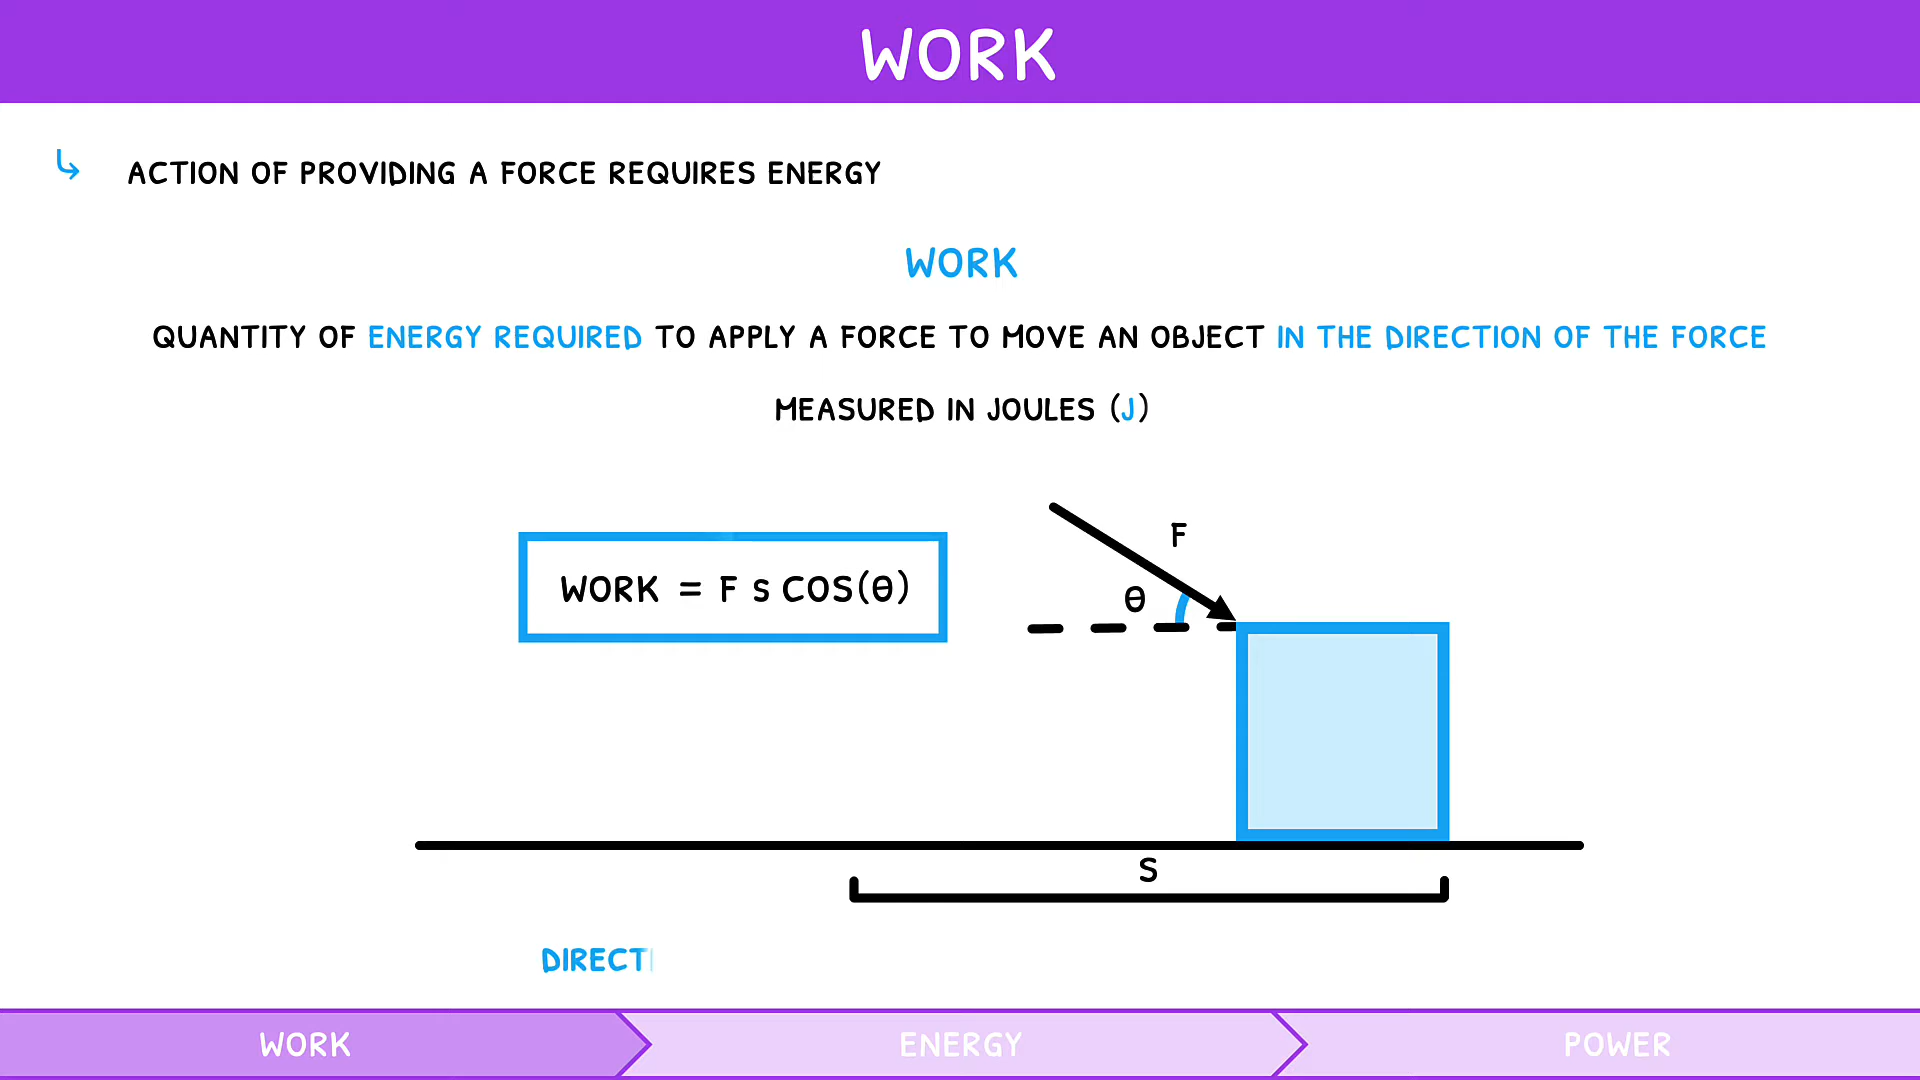 WORK
ACTION OF PROVIDING A FORCE REQUIRES ENERGY
WORK
QUANTITY OF ENERGY REQUIRED TO APPLY A FORCE TO MOVE AN OBJECT IN THE DIRECTION OF THE FORCE
MEASURED IN JOULES (J)
F
WORK = F s COS(θ)
θ
S
DIRECT
WORK
ENERGY
POWER